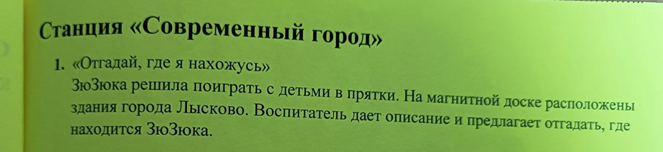 Станция «Современный город»
1. «Отгадай, где я нахожусь»
ЗюЗюка решила поиграть с детьми в прятки. На магнитной доске расположены
здания города Лысково. Воспитатель дает описание и предлагает отгадать, где
находится ЗюЗюка.